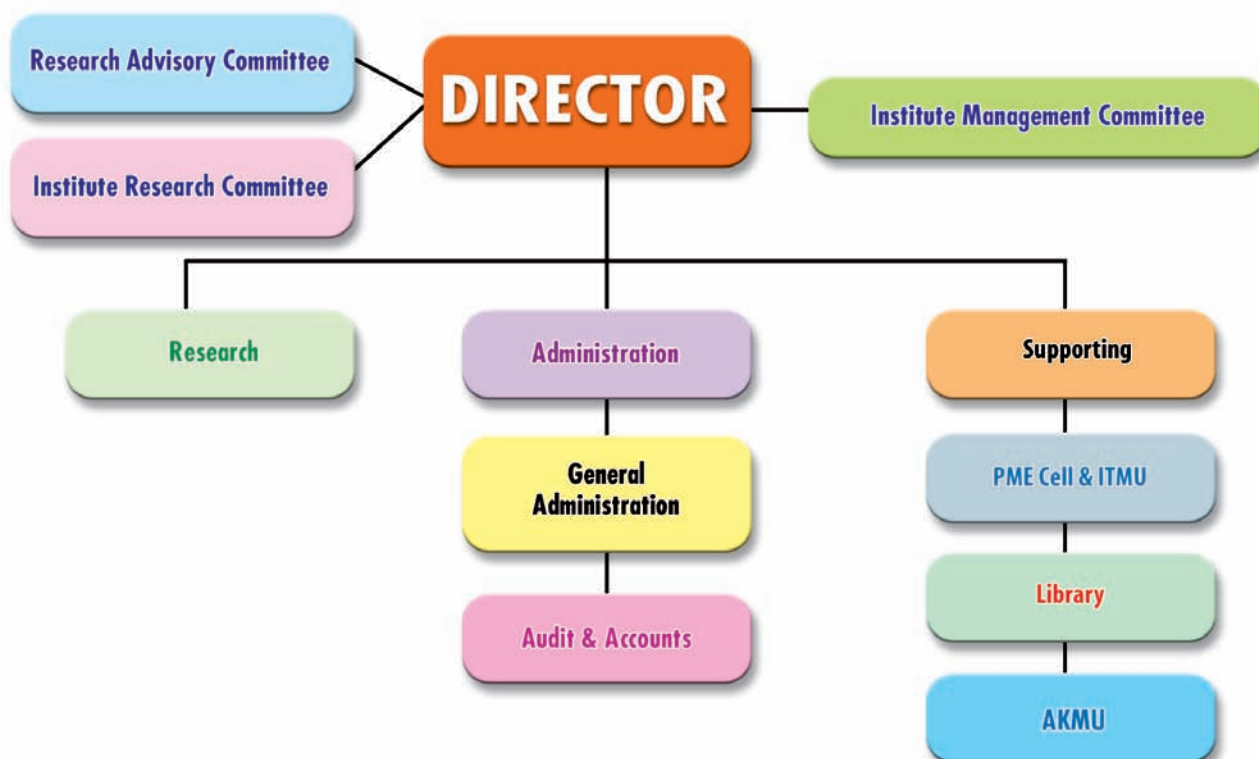 Research Advisory Committee
DIRECTOR
Institute Management Committee
Institute Research Committee
Research
Administration
Supporting
General
Administration
PME Cell & ITMU
Library
Audit & Accounts
AKMU